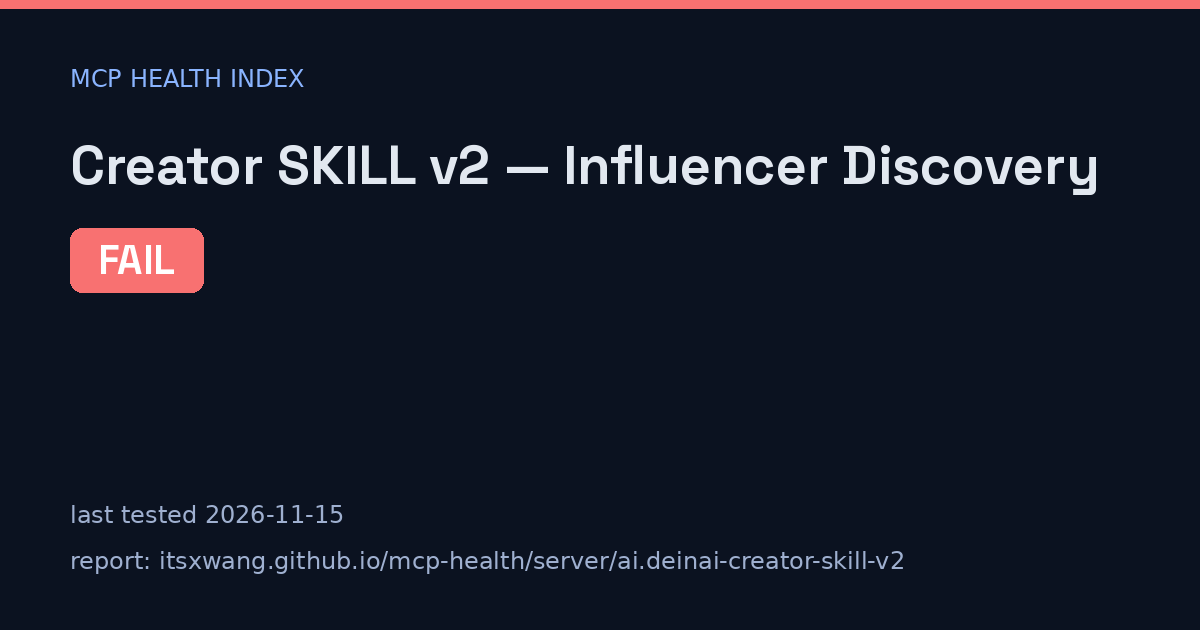 MCP HEALTH INDEX
Creator SKILL v2 — Influencer Discovery
FAIL
last tested 2026-11-15
report: itsxwang.github.io/mcp-health/server/ai.deinai-creator-skill-v2